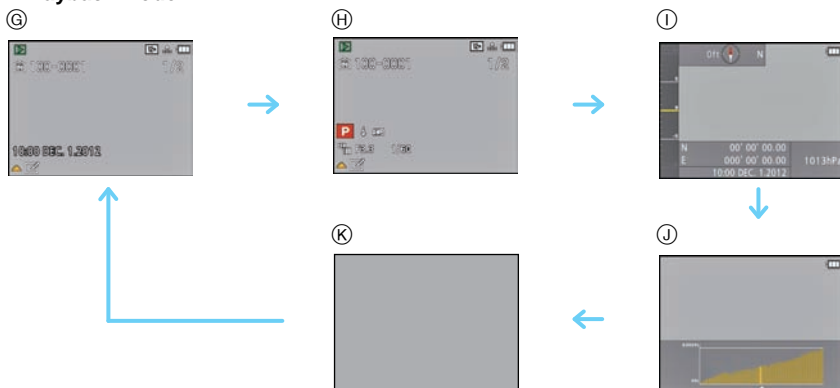 Ⓖ Ⓗ Ⓘ
100-0001 1/3
10:00 DEC. 1.2012
100-0001 1/3
P
F3.3 1/30
0ft N
N 00° 00' 00.00
E 000° 00' 00.00 1013hPa
10:00 DEC. 1.2012
Ⓚ Ⓙ